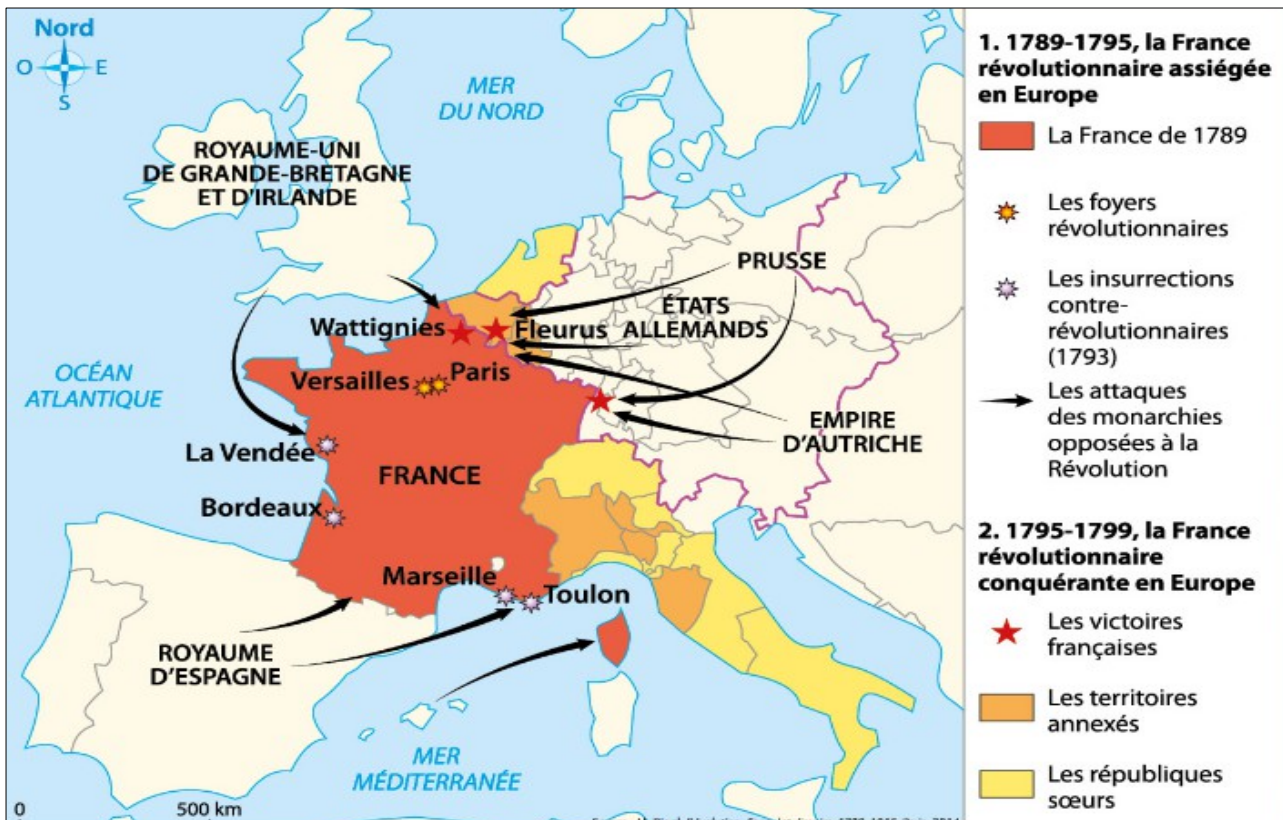 Nord
O
E
S
MER
DU NORD
ROYAUME-UNI
DE GRANDE-BRETAGNE
ET D'IRLANDE
PRUSSE
ÉTATS
ALLEMANDS
Wattignies
Fleurus
OCÉAN
ATLANTIQUE
Versailles
Paris
EMPIRE
D'AUTRICHE
La Vendée
FRANCE
Bordeaux
Marseille
Toulon
ROYAUME
D'ESPAGNE
MER
MÉDITERRANÉE
0 500 km
1. 1789-1795, la France
révolutionnaire assiégée
en Europe
La France de 1789
Les foyers
révolutionnaires
Les insurrections
contre-
révolutionnaires
(1793)
Les attaques
des monarchies
opposées à la
Révolution
2. 1795-1799, la France
révolutionnaire
conquérante en Europe
Les victoires
françaises
Les territoires
annexés
Les républiques
sœurs